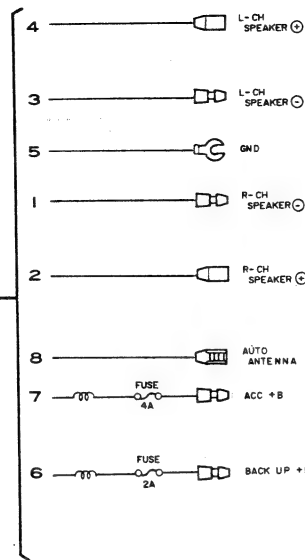 4 L-CH
SPEAKER ⊕
3 L-CH
SPEAKER ⊖
5 GND
1 R-CH
SPEAKER ⊖
2 R-CH
SPEAKER ⊕
8 AUTO
ANTENNA
7 FUSE
4A
ACC +B
6 FUSE
2A
BACK UP +